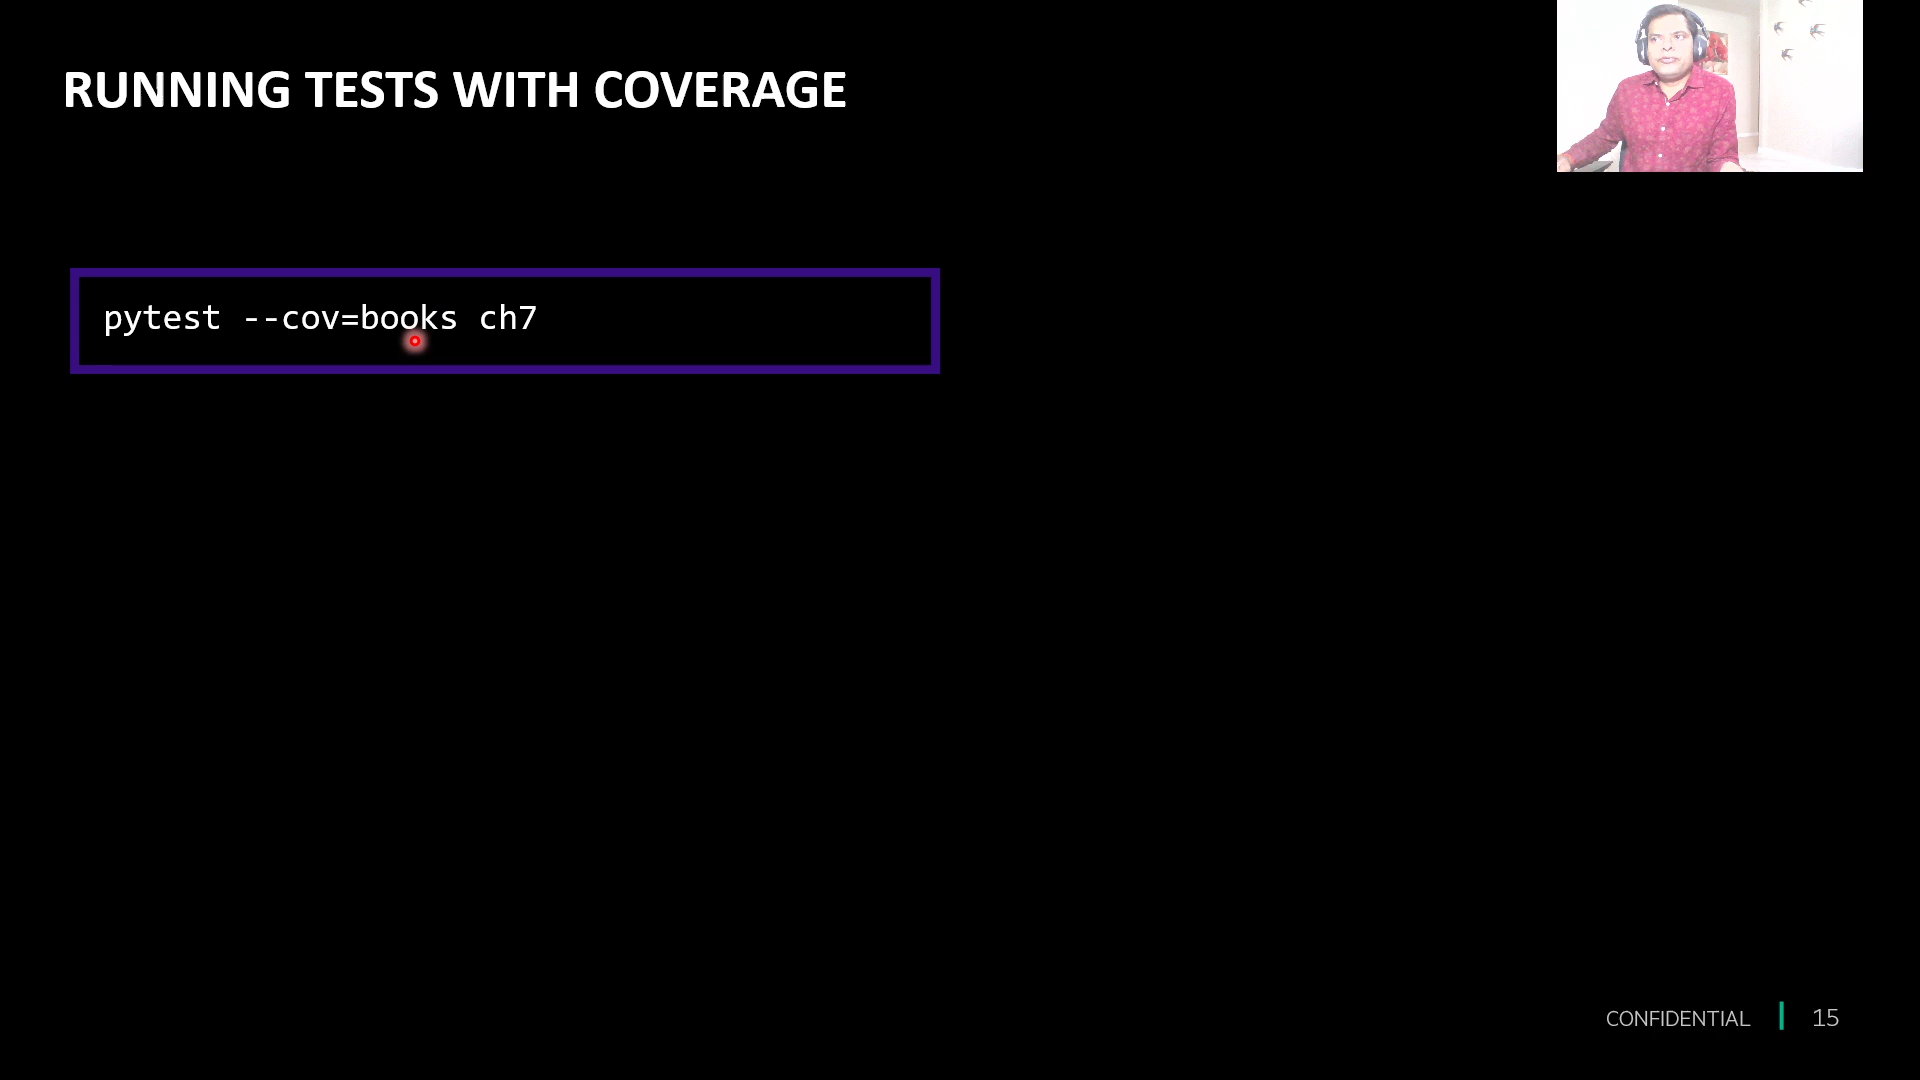 RUNNING TESTS WITH COVERAGE
pytest --cov=books ch7
CONFIDENTIAL
15